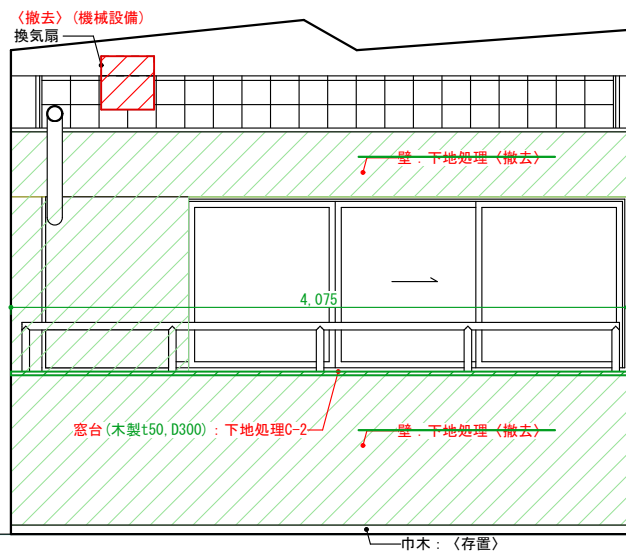 〈撤去〉(機械設備)
換気扇
壁：下地処理〈撤去〉
4,075
窓台(木製t50,D300)：下地処理C-2
壁：下地処理〈撤去〉
巾木：〈存置〉